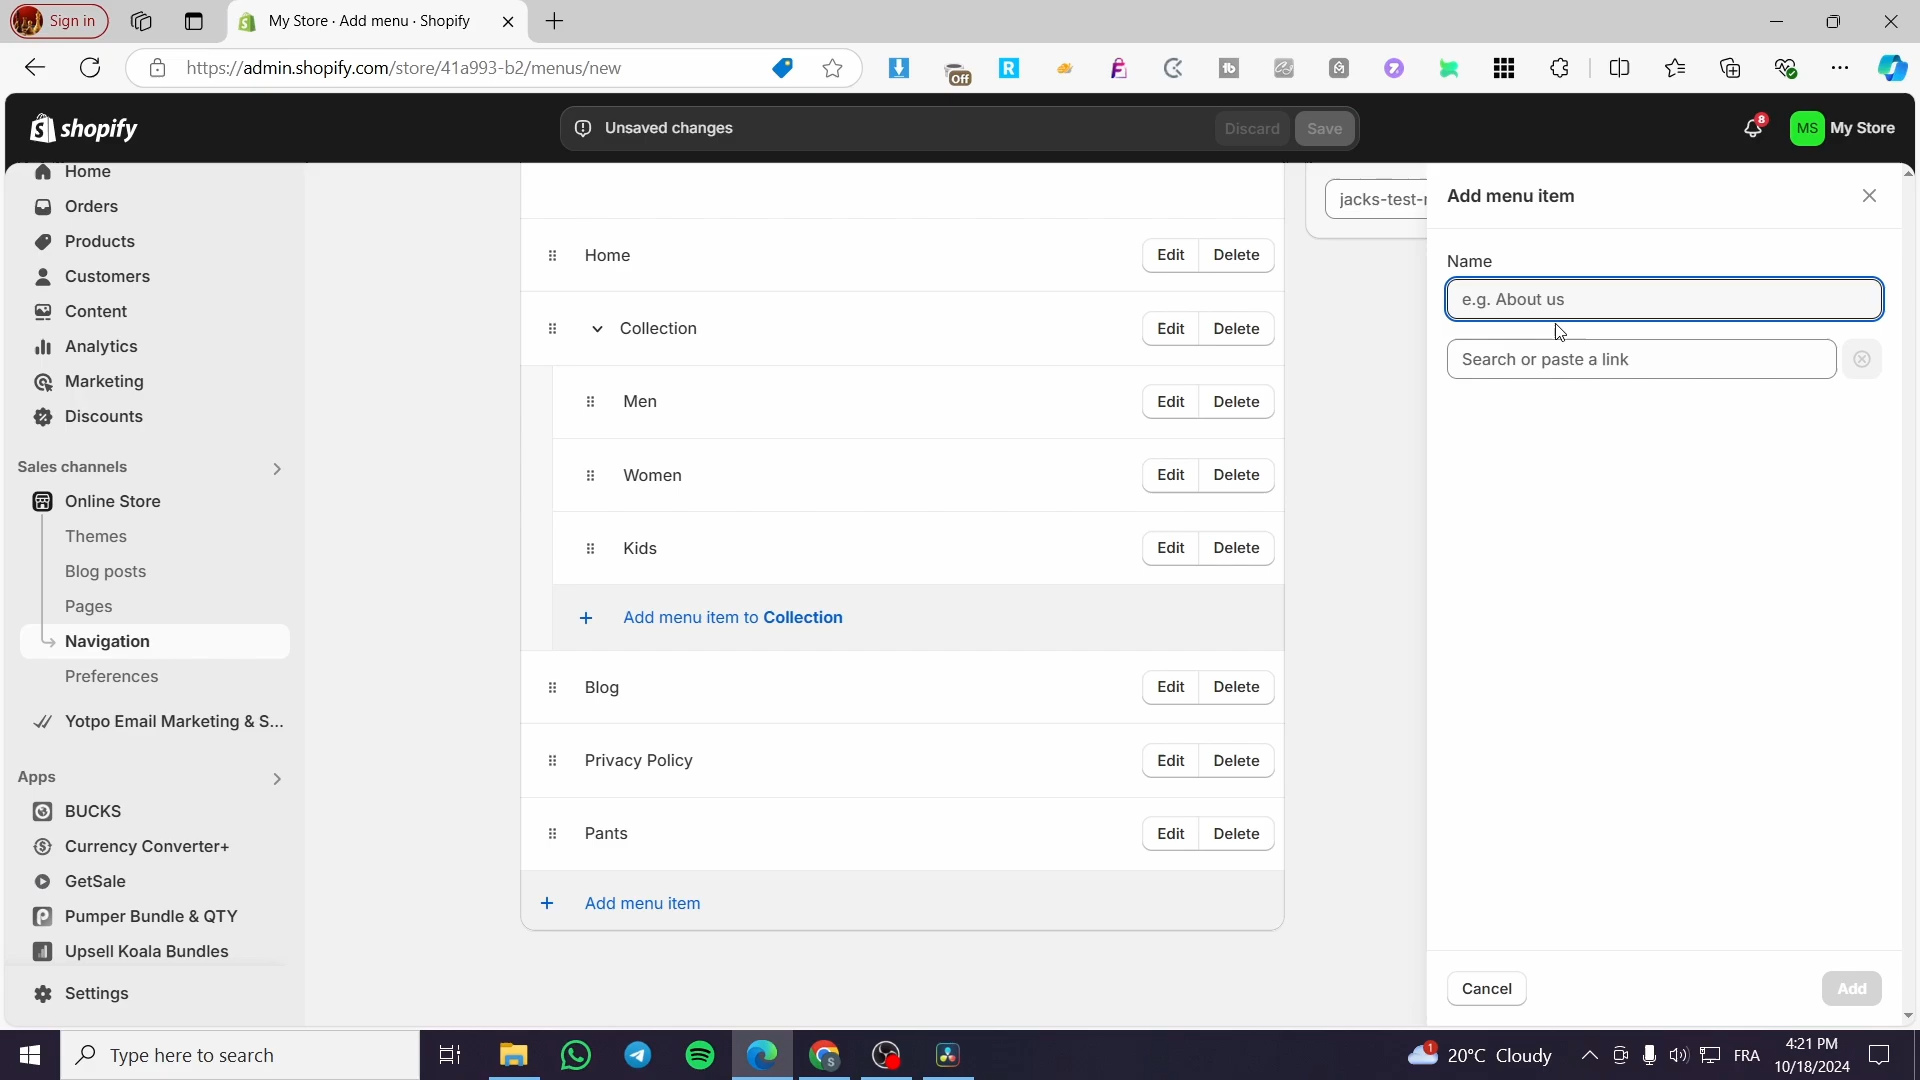 Sign in
My Store · Add menu · Shopify
https://admin.shopify.com/store/41a993-b2/menus/new
Off
shopify
Unsaved changes
Discard
Save
8
MS
My Store
Home
Orders
Products
Customers
Content
Analytics
Marketing
Discounts
Sales channels
Online Store
Themes
Blog posts
Pages
Navigation
Preferences
Yotpo Email Marketing & S...
Apps
BUCKS
Currency Converter+
GetSale
Pumper Bundle & QTY
Upsell Koala Bundles
Settings
Home
Edit
Delete
Collection
Edit
Delete
Men
Edit
Delete
Women
Edit
Delete
Kids
Edit
Delete
Add menu item to Collection
Blog
Edit
Delete
Privacy Policy
Edit
Delete
Pants
Edit
Delete
Add menu item
Add menu item
Name
e.g. About us
Search or paste a link
Cancel
Add
Type here to search
1
20°C Cloudy
FRA
4:21 PM
10/18/2024